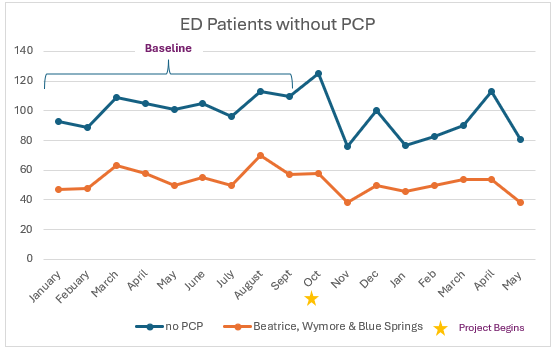 ED Patients without PCP
Baseline
140
120
100
80
60
40
20
0
January
Febuary
March
April
May
June
July
August
Sept
Oct
Nov
Dec
Jan
Feb
March
April
May
no PCP
Beatrice, Wymore & Blue Springs
Project Begins